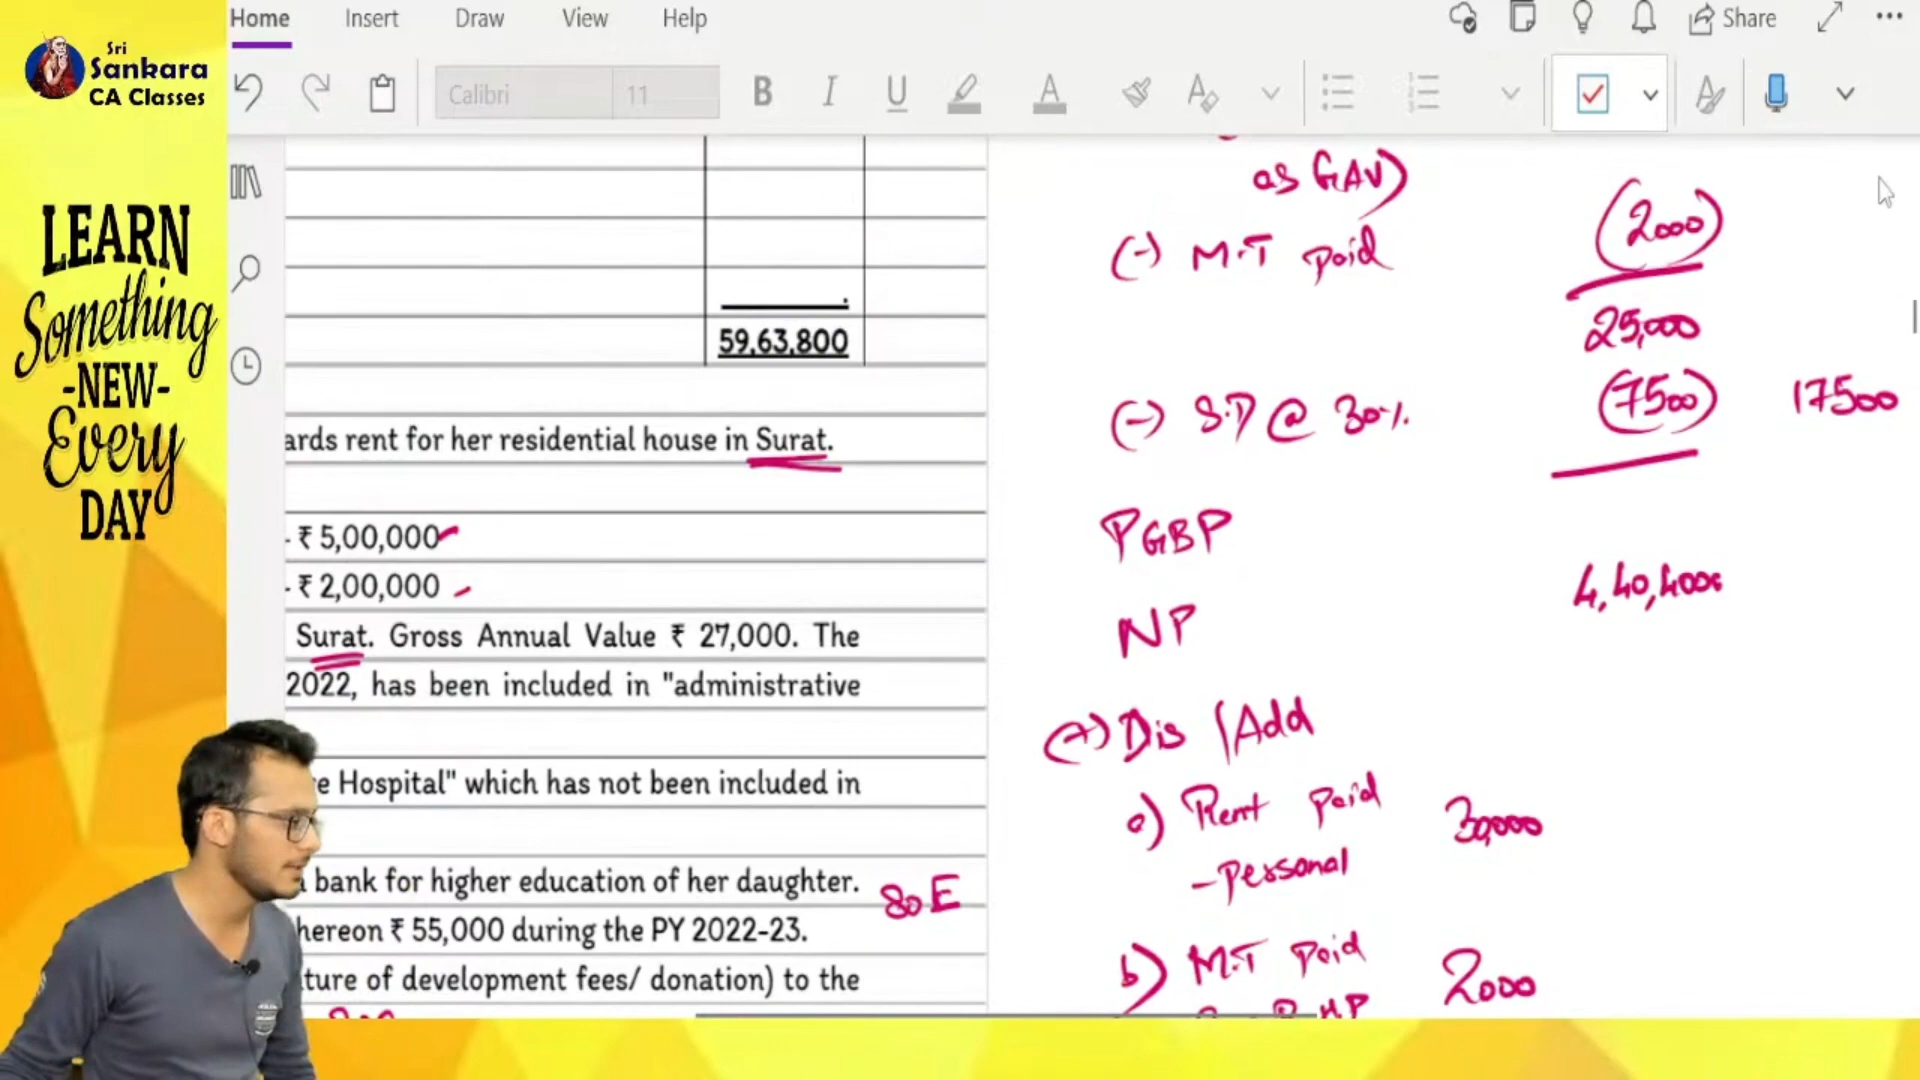 Home Insert Draw View Help Share
Sri
Sankara
CA Classes
Calibri 11 B I U A
LEARN
Something
-NEW-
Every
DAY
59,63,800
ards rent for her residential house in Surat.
- ₹ 5,00,000
- ₹ 2,00,000
Surat. Gross Annual Value ₹ 27,000. The
2022, has been included in "administrative
e Hospital" which has not been included in
bank for higher education of her daughter. 80E
hereon ₹ 55,000 during the PY 2022-23.
ture of development fees/ donation) to the
as GAV)
(-) M.T paid (2000)
25,000
(-) S.D @ 30%. (7500) 17500
PGBP
NP 4,40,400
(+) Dis / Add
a) Rent paid 30,000
- Personal
b) M.T paid 2000